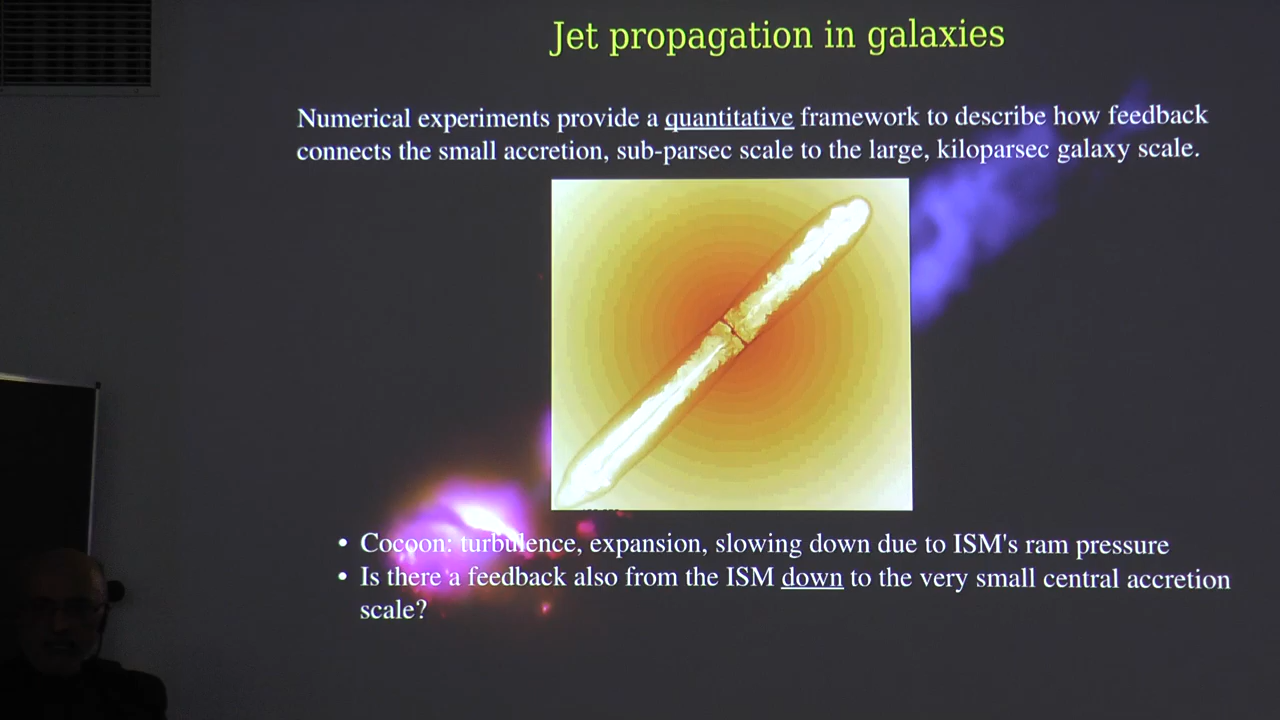 Jet propagation in galaxies
Numerical experiments provide a quantitative framework to describe how feedback
connects the small accretion, sub-parsec scale to the large, kiloparsec galaxy scale.
• Cocoon: turbulence, expansion, slowing down due to ISM's ram pressure
• Is there a feedback also from the ISM down to the very small central accretion
scale?